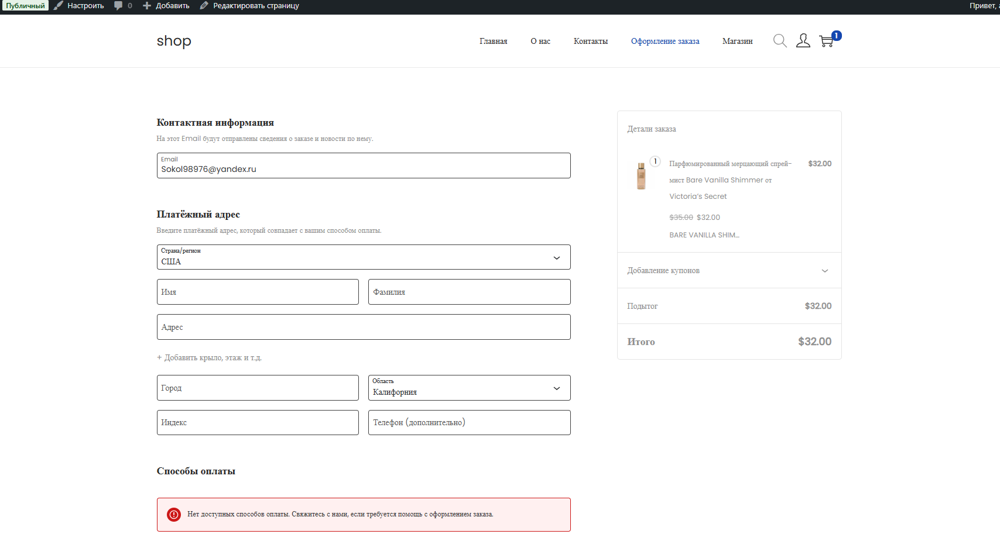 Публичный Настроить 0 Добавить Редактировать страницу Привет,
shop
Главная О нас Контакты Оформление заказа Магазин 1
Контактная информация
На этот Email будут отправлены сведения о заказе и новости по нему.
Email
Sokol98976@yandex.ru
Платёжный адрес
Введите платёжный адрес, который совпадает с вашим способом оплаты.
Страна/регион
США
Имя Фамилия
Адрес
+ Добавить крыло, этаж и т.д.
Город
Область
Калифорния
Индекс Телефон (дополнительно)
Способы оплаты
Нет доступных способов оплаты. Свяжитесь с нами, если требуется помощь с оформлением заказа.
Детали заказа
1
Парфюмированный мерцающий спрей- $32.00
мист Bare Vanilla Shimmer от
Victoria's Secret
$35.00 $32.00
BARE VANILLA SHIM...
Добавление купонов
Подытог $32.00
Итого $32.00